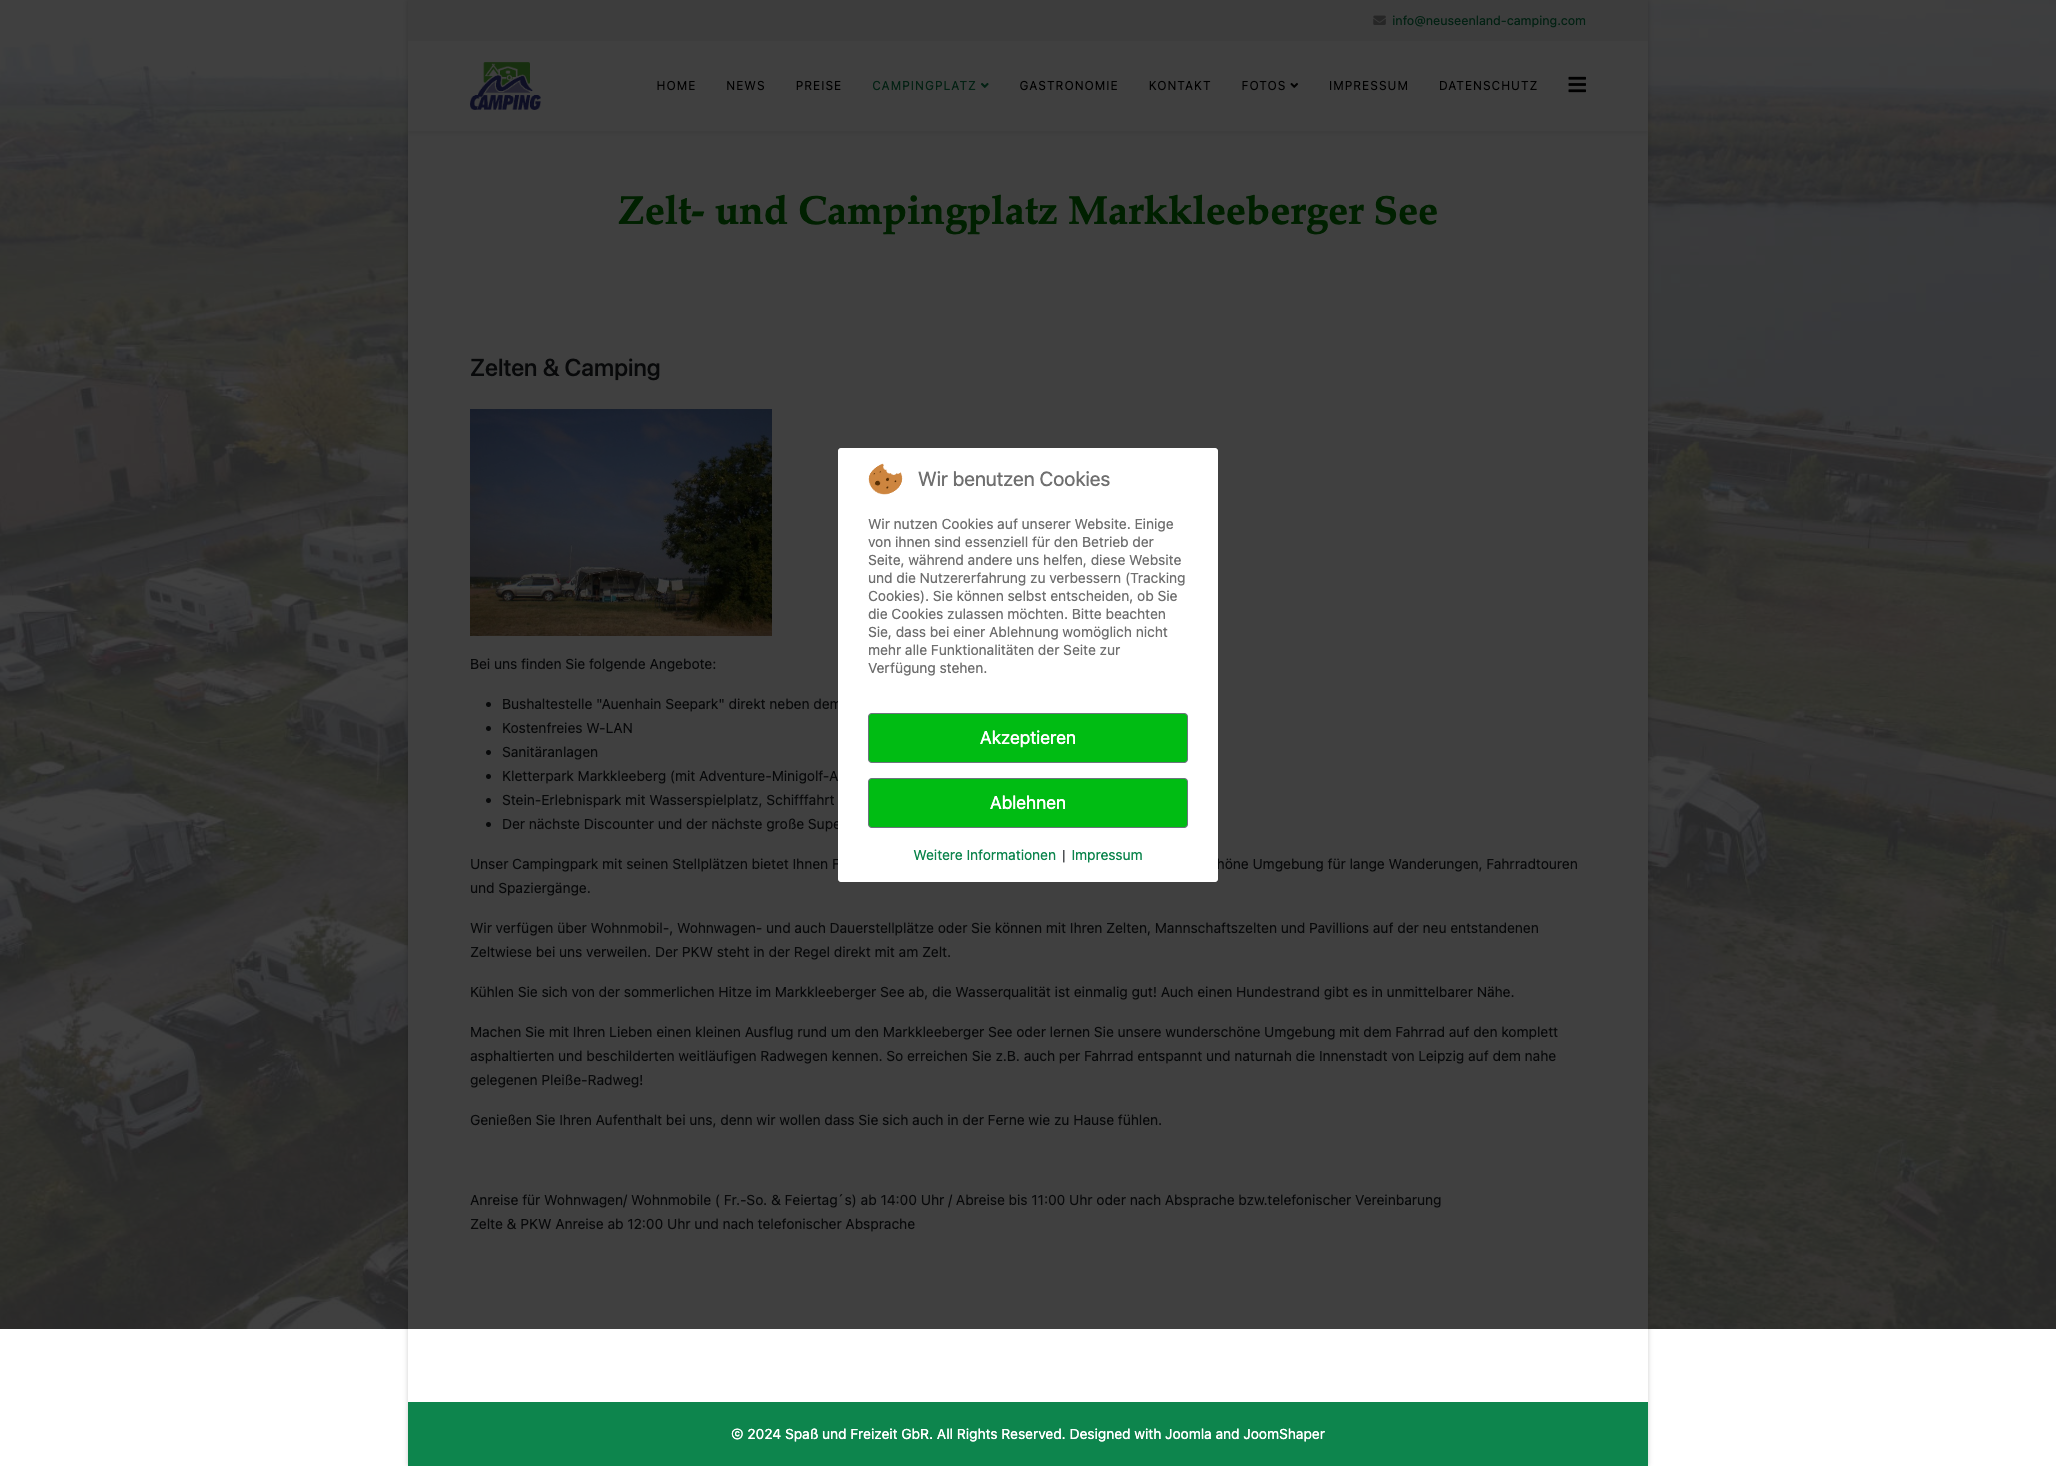 info@neuseenland-camping.com
CAMPING
HOME NEWS PREISE CAMPINGPLATZ GASTRONOMIE KONTAKT FOTOS IMPRESSUM DATENSCHUTZ
Zelt- und Campingplatz Markkleeberger See
Zelten & Camping
Wir benutzen Cookies
Wir nutzen Cookies auf unserer Website. Einige
von ihnen sind essenziell für den Betrieb der
Seite, während andere uns helfen, diese Website
und die Nutzererfahrung zu verbessern (Tracking
Cookies). Sie können selbst entscheiden, ob Sie
die Cookies zulassen möchten. Bitte beachten
Sie, dass bei einer Ablehnung womöglich nicht
mehr alle Funktionalitäten der Seite zur
Verfügung stehen.
Akzeptieren
Ablehnen
Weitere Informationen | Impressum
Bei uns finden Sie folgende Angebote:
• Bushaltestelle "Auenhain Seepark" direkt neben
• Kostenfreies W-LAN
• Sanitäranlagen
• Kletterpark Markkleeberg (mit Adventure-Minigolf-
• Stein-Erlebnispark mit Wasserspielplatz, Schifffahrt
• Der nächste Discounter und der nächste große
Unser Campingpark mit seinen Stellplätzen bietet Ihnen Umgebung für lange Wanderungen, Fahrradtouren
und Spaziergänge.
Wir verfügen über Wohnmobil-, Wohnwagen- und auch Dauerstellplätze oder Sie können mit Ihren Zelten, Mannschaftszelten und Pavillions auf der neu entstandenen
Zeltwiese bei uns verweilen. Der PKW steht in der Regel direkt mit am Zelt.
Kühlen Sie sich von der sommerlichen Hitze im Markkleeberger See ab, die Wasserqualität ist einmalig gut! Auch einen Hundestrand gibt es in unmittelbarer Nähe.
Machen Sie mit Ihren Lieben einen kleinen Ausflug rund um den Markkleeberger See oder lernen Sie unsere wunderschöne Umgebung mit dem Fahrrad auf den komplett
asphaltierten und beschilderten weitläufigen Radwegen kennen. So erreichen Sie z.B. auch per Fahrrad entspannt und naturnah die Innenstadt von Leipzig auf dem nahe
gelegenen Pleiße-Radweg!
Genießen Sie Ihren Aufenthalt bei uns, denn wir wollen dass Sie sich auch in der Ferne wie zu Hause fühlen.
Anreise für Wohnwagen/ Wohnmobile ( Fr.-So. & Feiertag´s) ab 14:00 Uhr / Abreise bis 11:00 Uhr oder nach Absprache bzw.telefonischer Vereinbarung
Zelte & PKW Anreise ab 12:00 Uhr und nach telefonischer Absprache
© 2024 Spaß und Freizeit GbR. All Rights Reserved. Designed with Joomla and JoomShaper